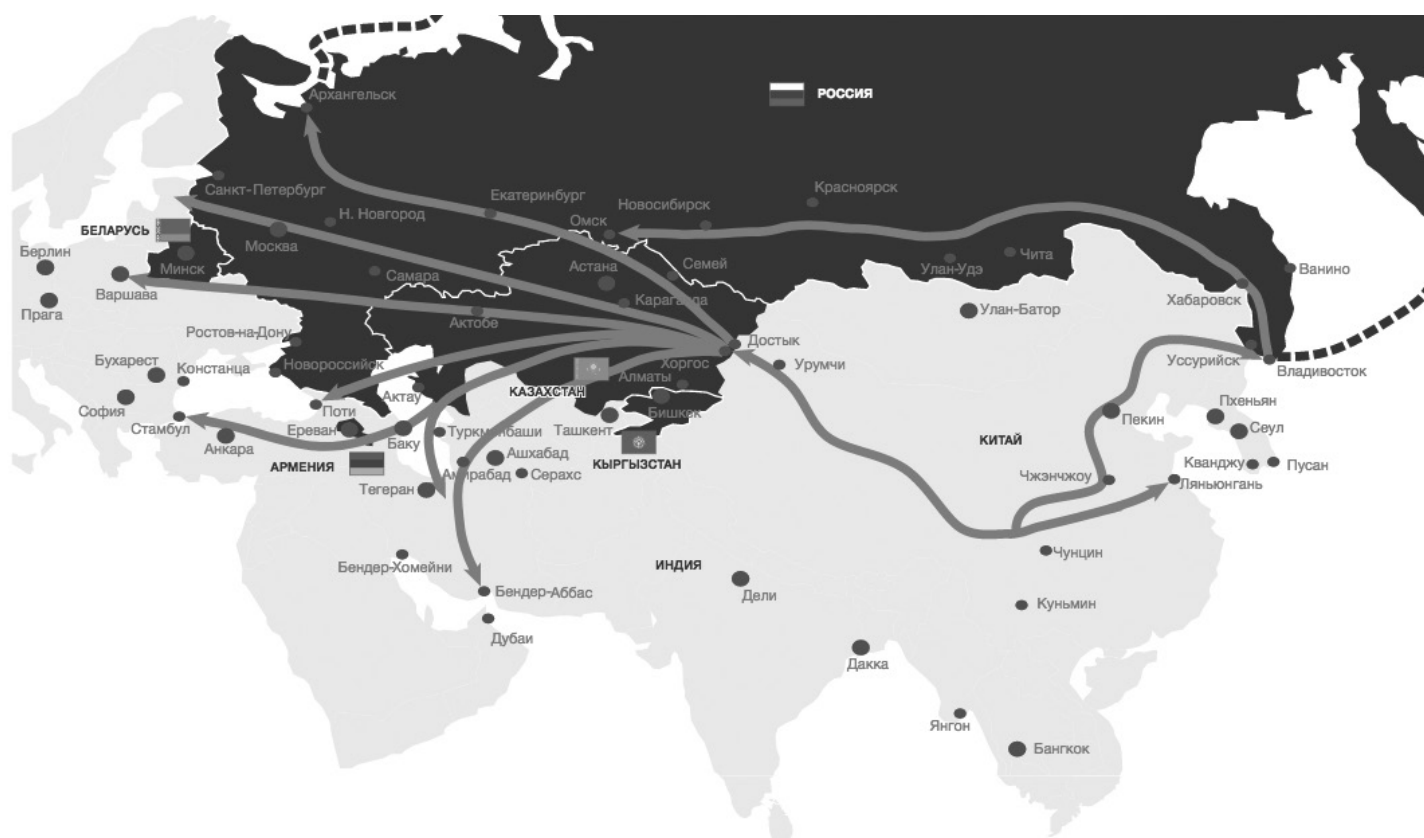 Архангельск
РОССИЯ
Санкт-Петербург
Екатеринбург
Красноярск
Н. Новгород
Новосибирск
Омск
БЕЛАРУСЬ
Москва
Берлин
Минск
Самара
Астана
Семей
Улан-Удэ
Чита
Ванино
Варшава
Хабаровск
Прага
Караганда
Улан-Батор
Актобе
Ростов-на-Дону
Достык
Бухарест
Констанца
Новороссийск
Хоргос
Урумчи
Уссурийск
Владивосток
Алматы
КАЗАХСТАН
Актау
София
Поти
Бишкек
Пекин
Пхеньян
Стамбул
Ереван
Баку
Туркменбаши
Ташкент
Сеул
Анкара
КИТАЙ
Ашхабад
КЫРГЫЗСТАН
АРМЕНИЯ
Амирабад
Серахс
Чжэнчжоу
Кванджу
Пусан
Тегеран
Ляньюнгань
Чунцин
Бендер-Хомейни
ИНДИЯ
Бендер-Аббас
Дели
Куньмин
Дубаи
Дакка
Янгон
Бангкок